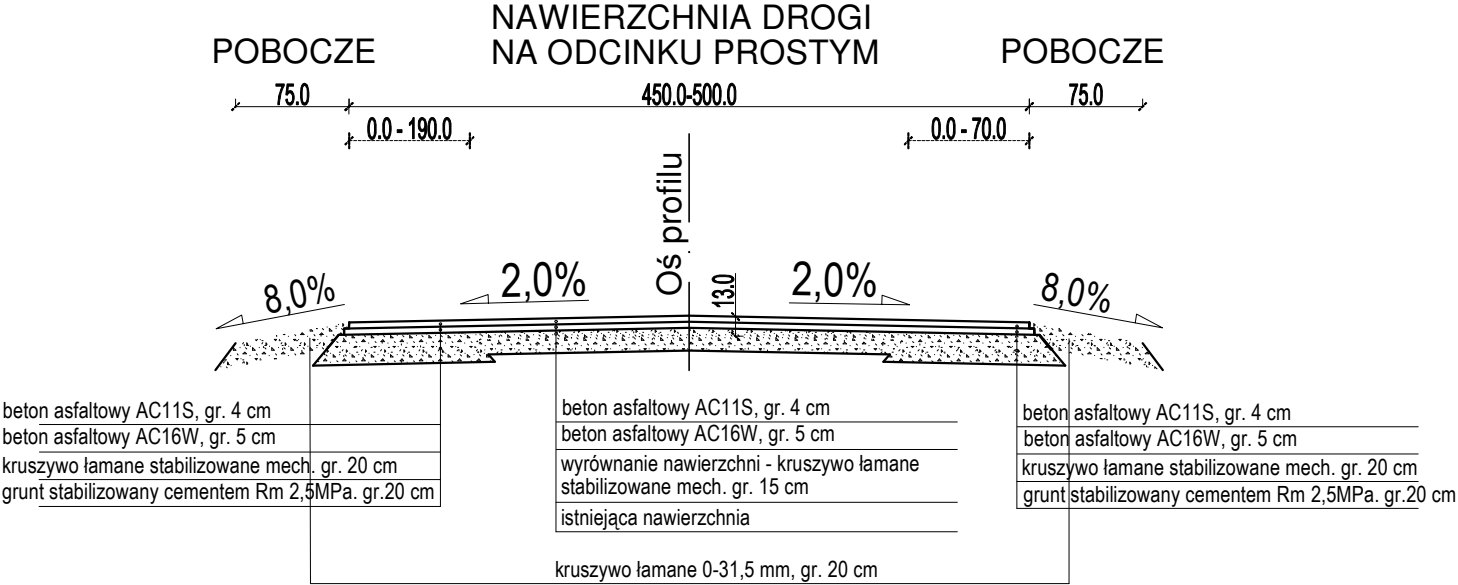 NAWIERZCHNIA DROGI
NA ODCINKU PROSTYM
POBOCZE
POBOCZE
75.0
450.0-500.0
75.0
0.0 - 190.0
0.0 - 70.0
Oś profilu
8,0%
2,0%
13.0
2,0%
8,0%
beton asfaltowy AC11S, gr. 4 cm
beton asfaltowy AC16W, gr. 5 cm
kruszywo łamane stabilizowane mech. gr. 20 cm
grunt stabilizowany cementem Rm 2,5MPa. gr.20 cm
beton asfaltowy AC11S, gr. 4 cm
beton asfaltowy AC16W, gr. 5 cm
wyrównanie nawierzchni - kruszywo łamane
stabilizowane mech. gr. 15 cm
istniejąca nawierzchnia
beton asfaltowy AC11S, gr. 4 cm
beton asfaltowy AC16W, gr. 5 cm
kruszywo łamane stabilizowane mech. gr. 20 cm
grunt stabilizowany cementem Rm 2,5MPa. gr.20 cm
kruszywo łamane 0-31,5 mm, gr. 20 cm